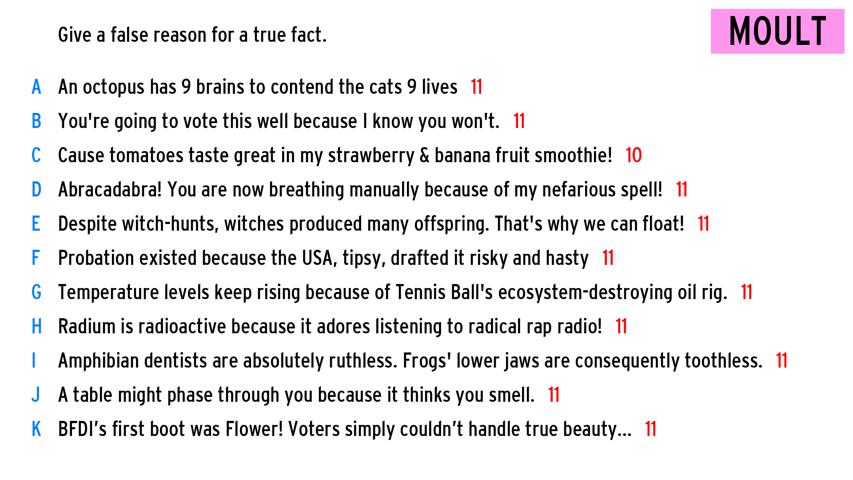 Give a false reason for a true fact.
MOULT
A An octopus has 9 brains to contend the cats 9 lives 11
B You're going to vote this well because I know you won't. 11
C Cause tomatoes taste great in my strawberry & banana fruit smoothie! 10
D Abracadabra! You are now breathing manually because of my nefarious spell! 11
E Despite witch-hunts, witches produced many offspring. That's why we can float! 11
F Probation existed because the USA, tipsy, drafted it risky and hasty 11
G Temperature levels keep rising because of Tennis Ball's ecosystem-destroying oil rig. 11
H Radium is radioactive because it adores listening to radical rap radio! 11
I Amphibian dentists are absolutely ruthless. Frogs' lower jaws are consequently toothless. 11
J A table might phase through you because it thinks you smell. 11
K BFDI’s first boot was Flower! Voters simply couldn’t handle true beauty... 11